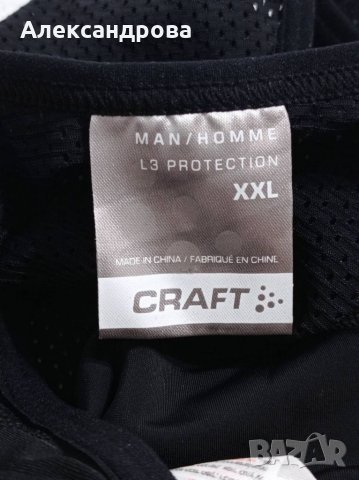 Александрова
MAN/HOMME
L3 PROTECTION
XXL
MADE IN CHINA / FABRIQUÉ EN CHINE
CRAFT
BAZAR